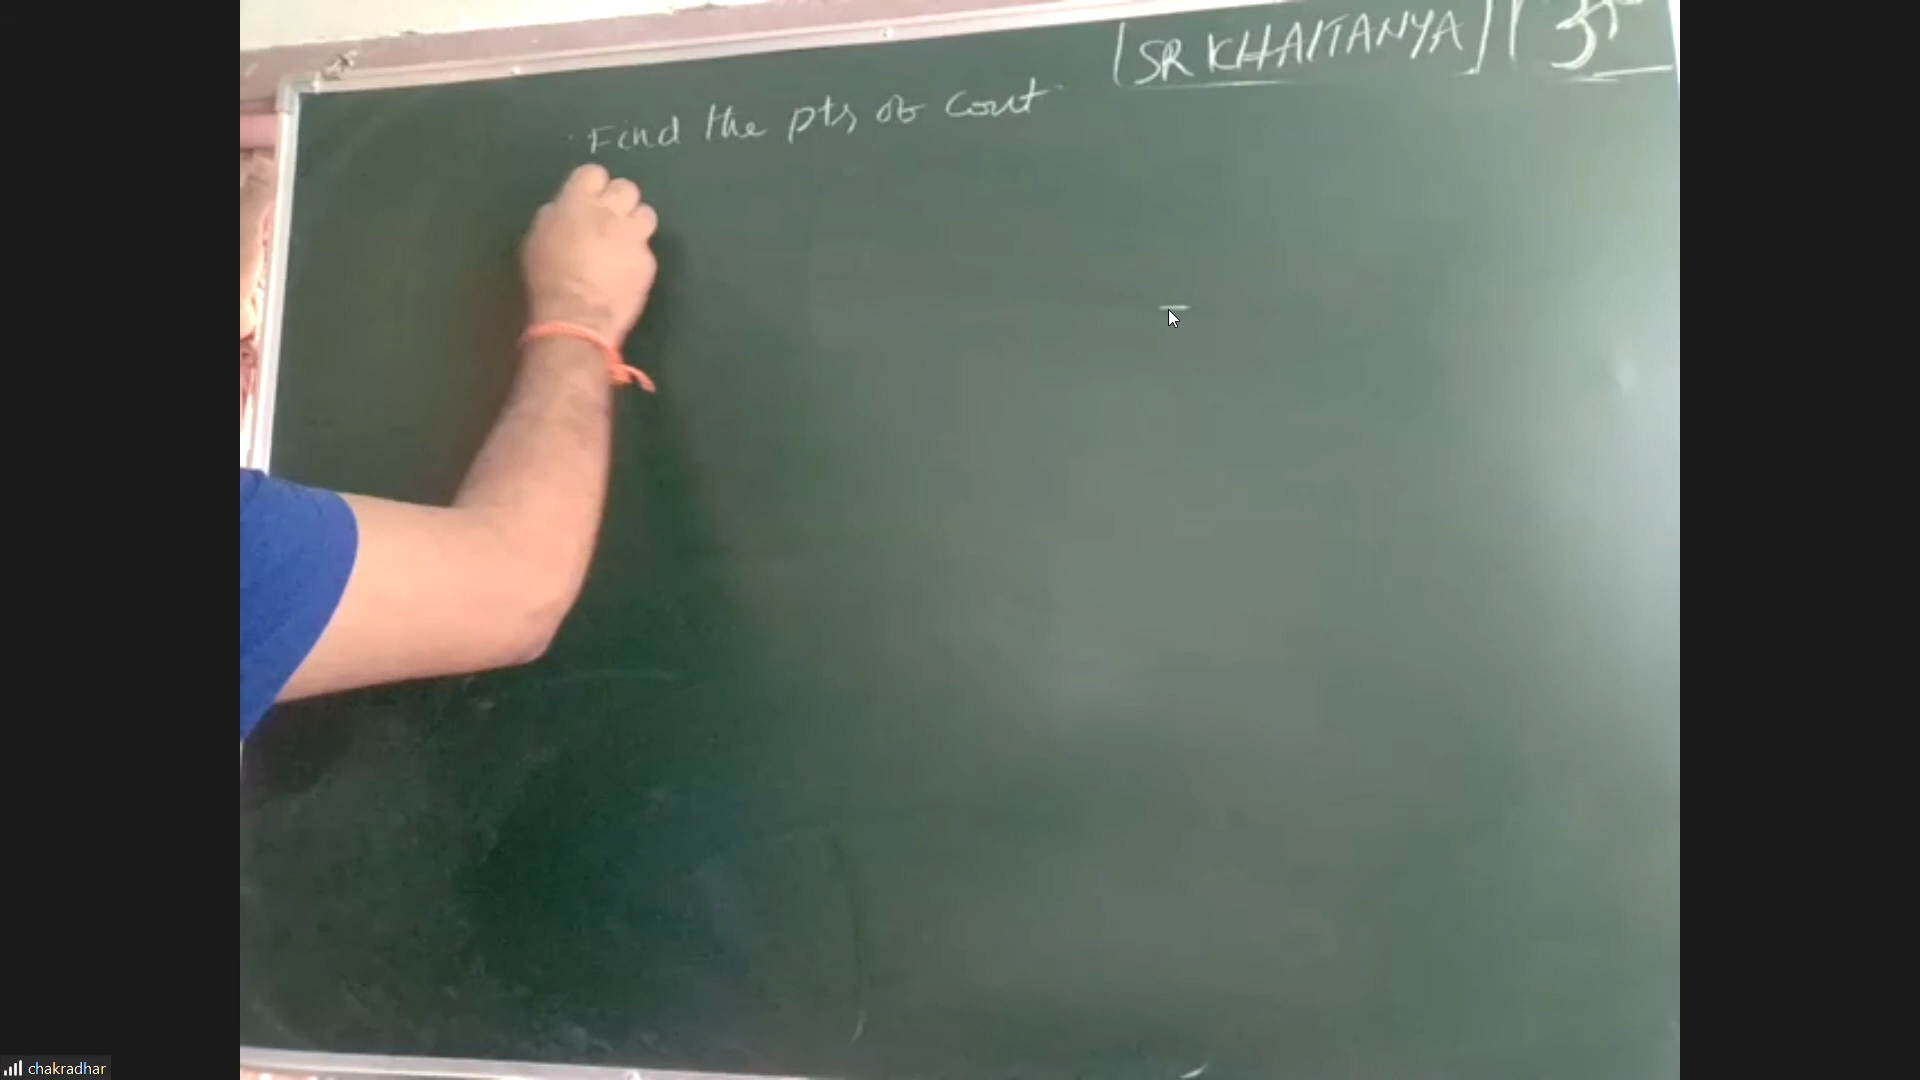 [SR KHAITANYA]
Find the pts of Cont
chakradhar